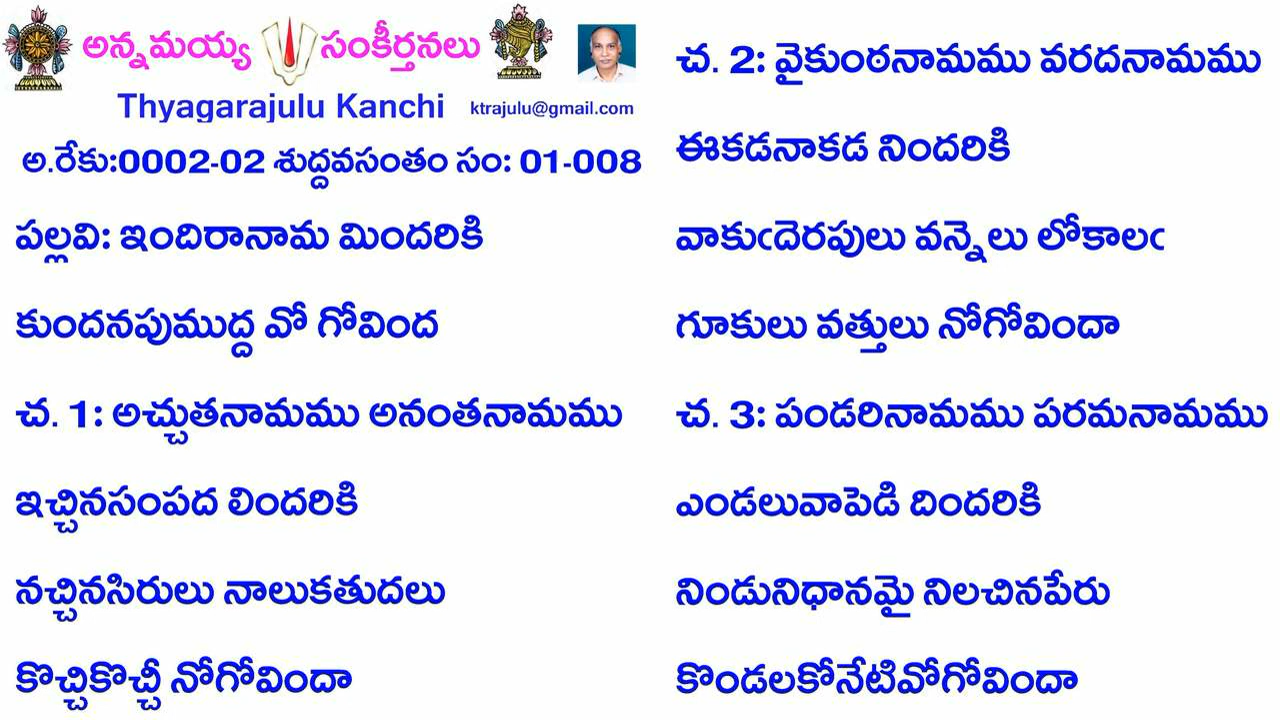 అన్నమయ్య సంకీర్తనలు
Thyagarajulu Kanchi ktrajulu@gmail.com
అ.రేకు:0002-02 శుద్దవసంతం సం: 01-008
పల్లవి: ఇందిరానామ మిందరికి
కుందనపుముద్ద వో గోవింద
చ. 1: అచ్చుతనామము అనంతనామము
ఇచ్చినసంపద లిందరికి
నచ్చినసిరులు నాలుకతుదలు
కొచ్చికొచ్చీ నోగోవిందా
చ. 2: వైకుంఠనామము వరదనామము
ఈకడనాకడ నిందరికి
వాకుఁదెరపులు వన్నెలు లోకాలఁ
గూకులు వత్తులు నోగోవిందా
చ. 3: పండరినామము పరమనామము
ఎండలువాపెడి దిందరికి
నిండునిధానమై నిలచినపేరు
కొండలకోనేటివోగోవిందా